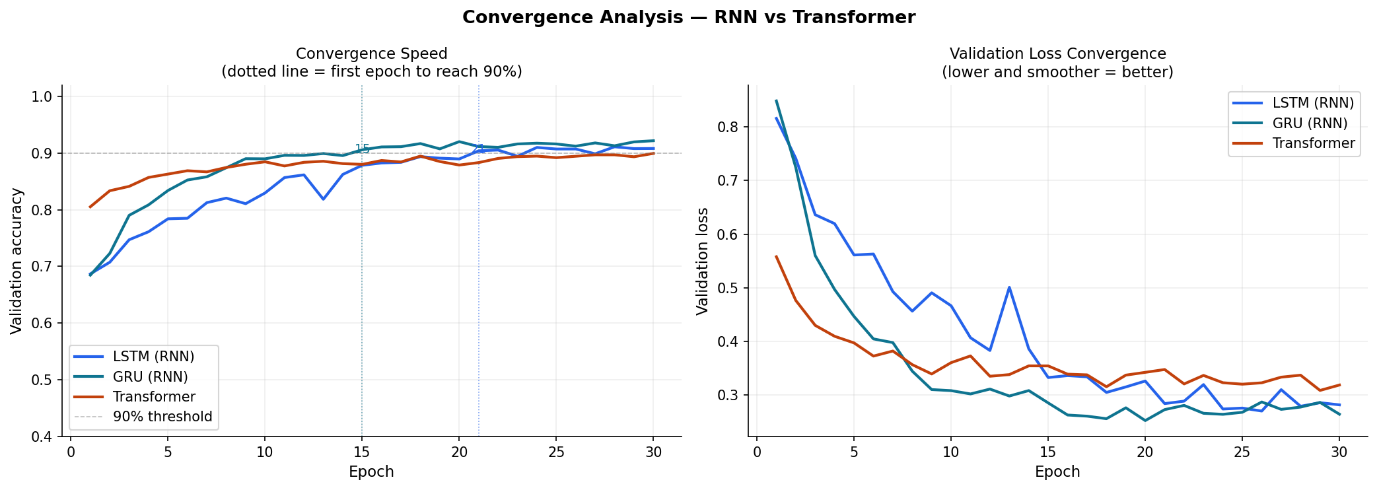 Convergence Analysis — RNN vs Transformer
Convergence Speed
(dotted line = first epoch to reach 90%)
1.0
0.9
0.8
0.7
0.6
0.5
0.4
Validation accuracy
15
LSTM (RNN)
GRU (RNN)
Transformer
90% threshold
0
5
10
15
20
25
30
Epoch
Validation Loss Convergence
(lower and smoother = better)
0.8
0.7
0.6
0.5
0.4
0.3
Validation loss
LSTM (RNN)
GRU (RNN)
Transformer
0
5
10
15
20
25
30
Epoch